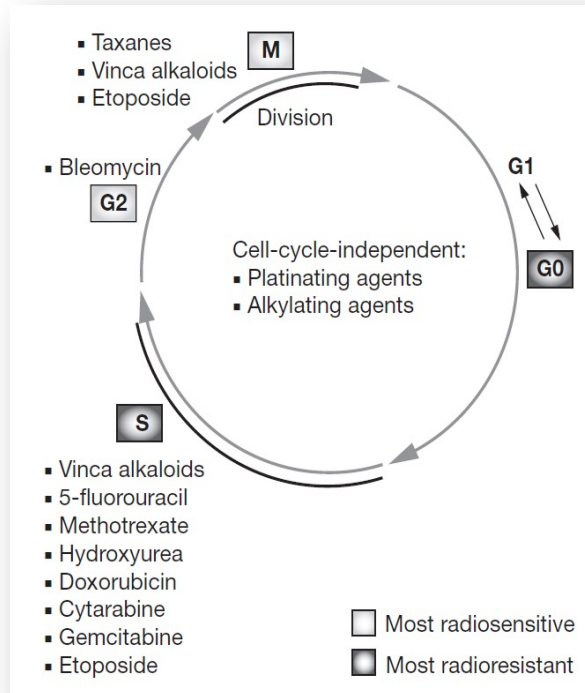 ▪ Taxanes
▪ Vinca alkaloids
▪ Etoposide
M
Division
▪ Bleomycin
G2
G1
G0
Cell-cycle-independent:
▪ Platinating agents
▪ Alkylating agents
S
▪ Vinca alkaloids
▪ 5-fluorouracil
▪ Methotrexate
▪ Hydroxyurea
▪ Doxorubicin
▪ Cytarabine
▪ Gemcitabine
▪ Etoposide
Most radiosensitive
Most radioresistant